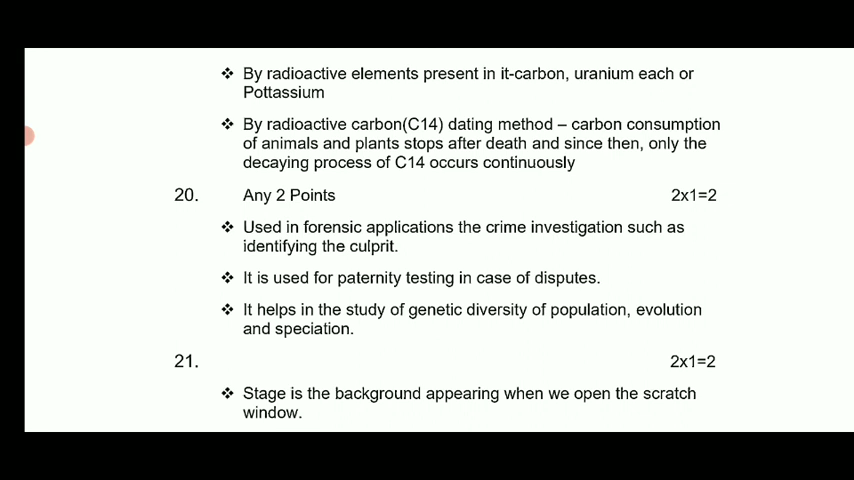 ❖ By radioactive elements present in it-carbon, uranium each or
Pottassium
❖ By radioactive carbon(C14) dating method – carbon consumption
of animals and plants stops after death and since then, only the
decaying process of C14 occurs continuously
20. Any 2 Points 2x1=2
❖ Used in forensic applications the crime investigation such as
identifying the culprit.
❖ It is used for paternity testing in case of disputes.
❖ It helps in the study of genetic diversity of population, evolution
and speciation.
21. 2x1=2
❖ Stage is the background appearing when we open the scratch
window.